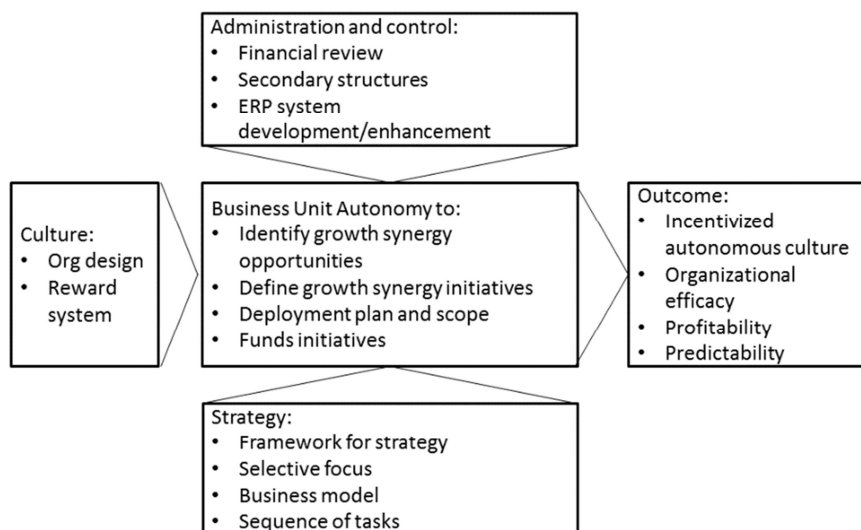 Administration and control:
• Financial review
• Secondary structures
• ERP system
development/enhancement
Culture:
• Org design
• Reward
system
Business Unit Autonomy to:
• Identify growth synergy
opportunities
• Define growth synergy initiatives
• Deployment plan and scope
• Funds initiatives
Outcome:
• Incentivized
autonomous culture
• Organizational
efficacy
• Profitability
• Predictability
Strategy:
• Framework for strategy
• Selective focus
• Business model
• Sequence of tasks